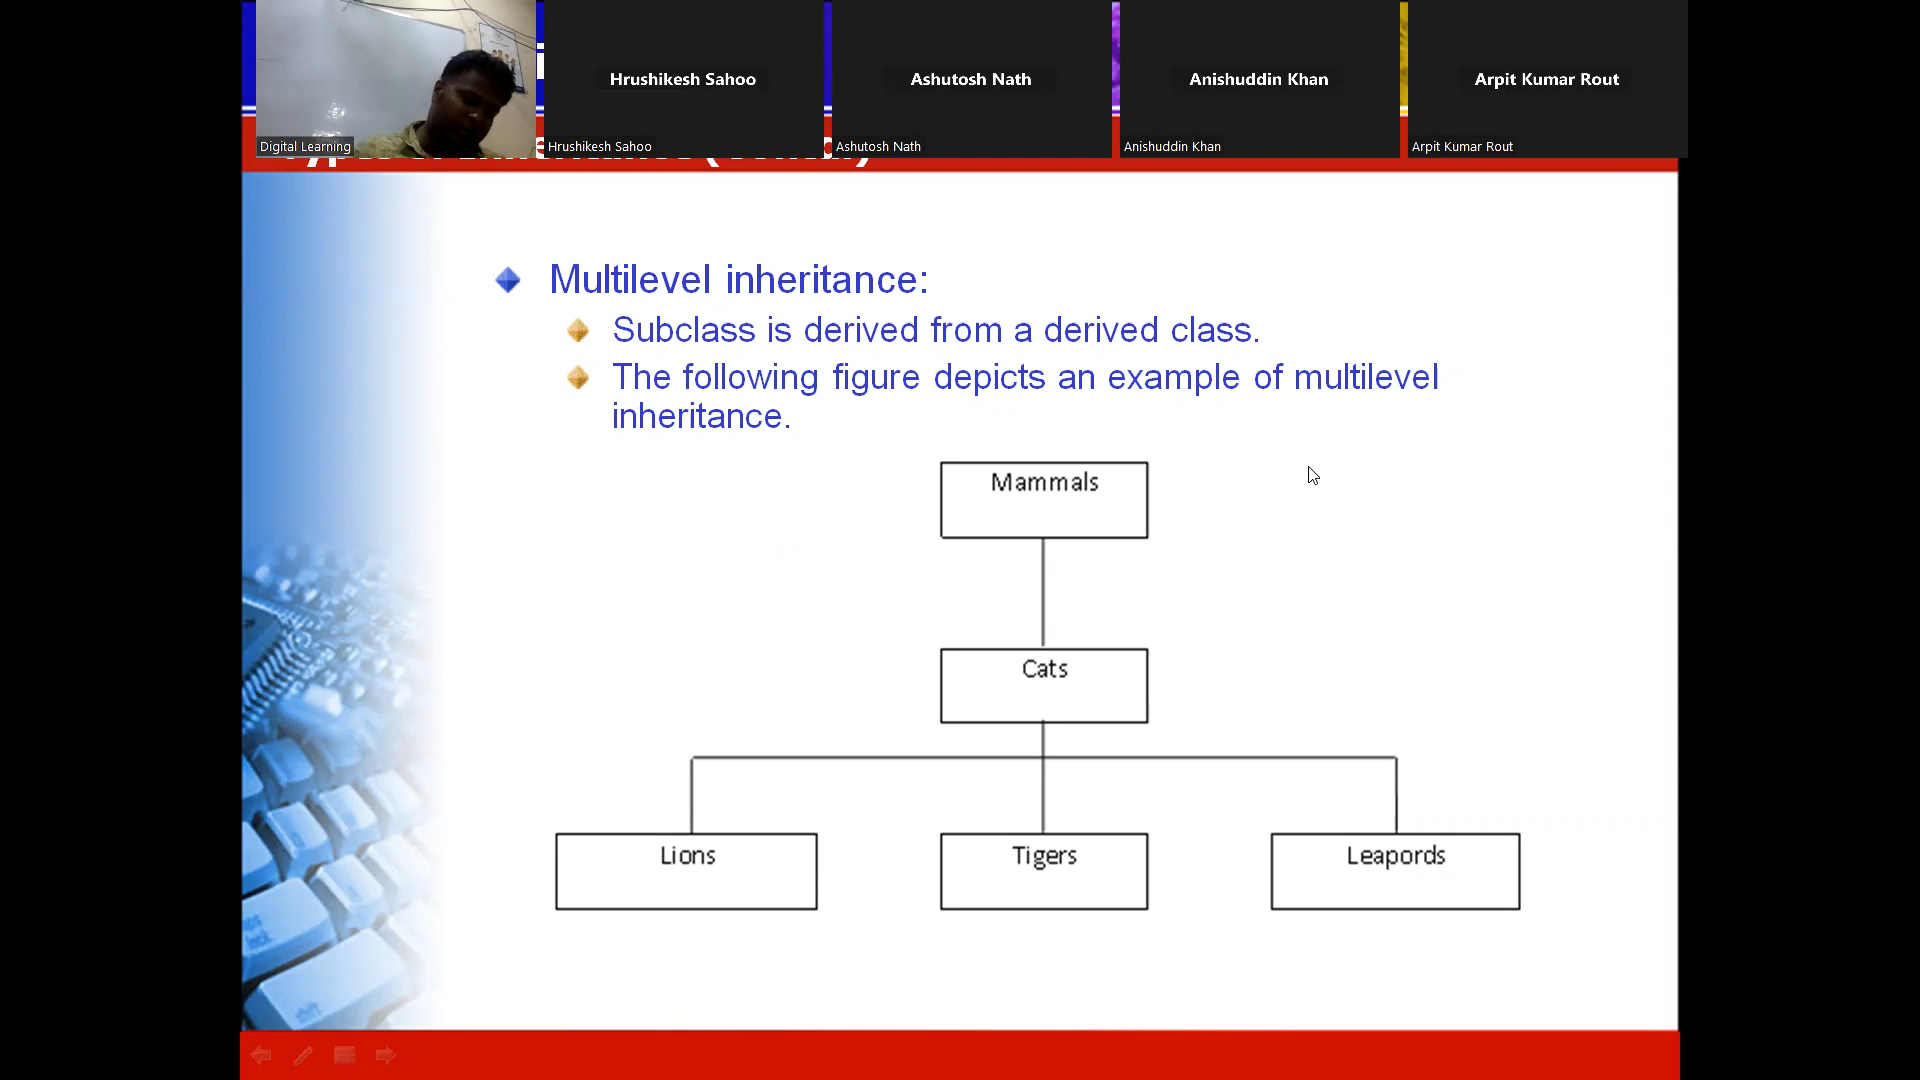 Hrushikesh Sahoo
Ashutosh Nath
Anishuddin Khan
Arpit Kumar Rout
Digital Learning
Hrushikesh Sahoo
Ashutosh Nath
Anishuddin Khan
Arpit Kumar Rout
Multilevel inheritance:
Subclass is derived from a derived class.
The following figure depicts an example of multilevel
inheritance.
Mammals
Cats
Lions
Tigers
Leapords